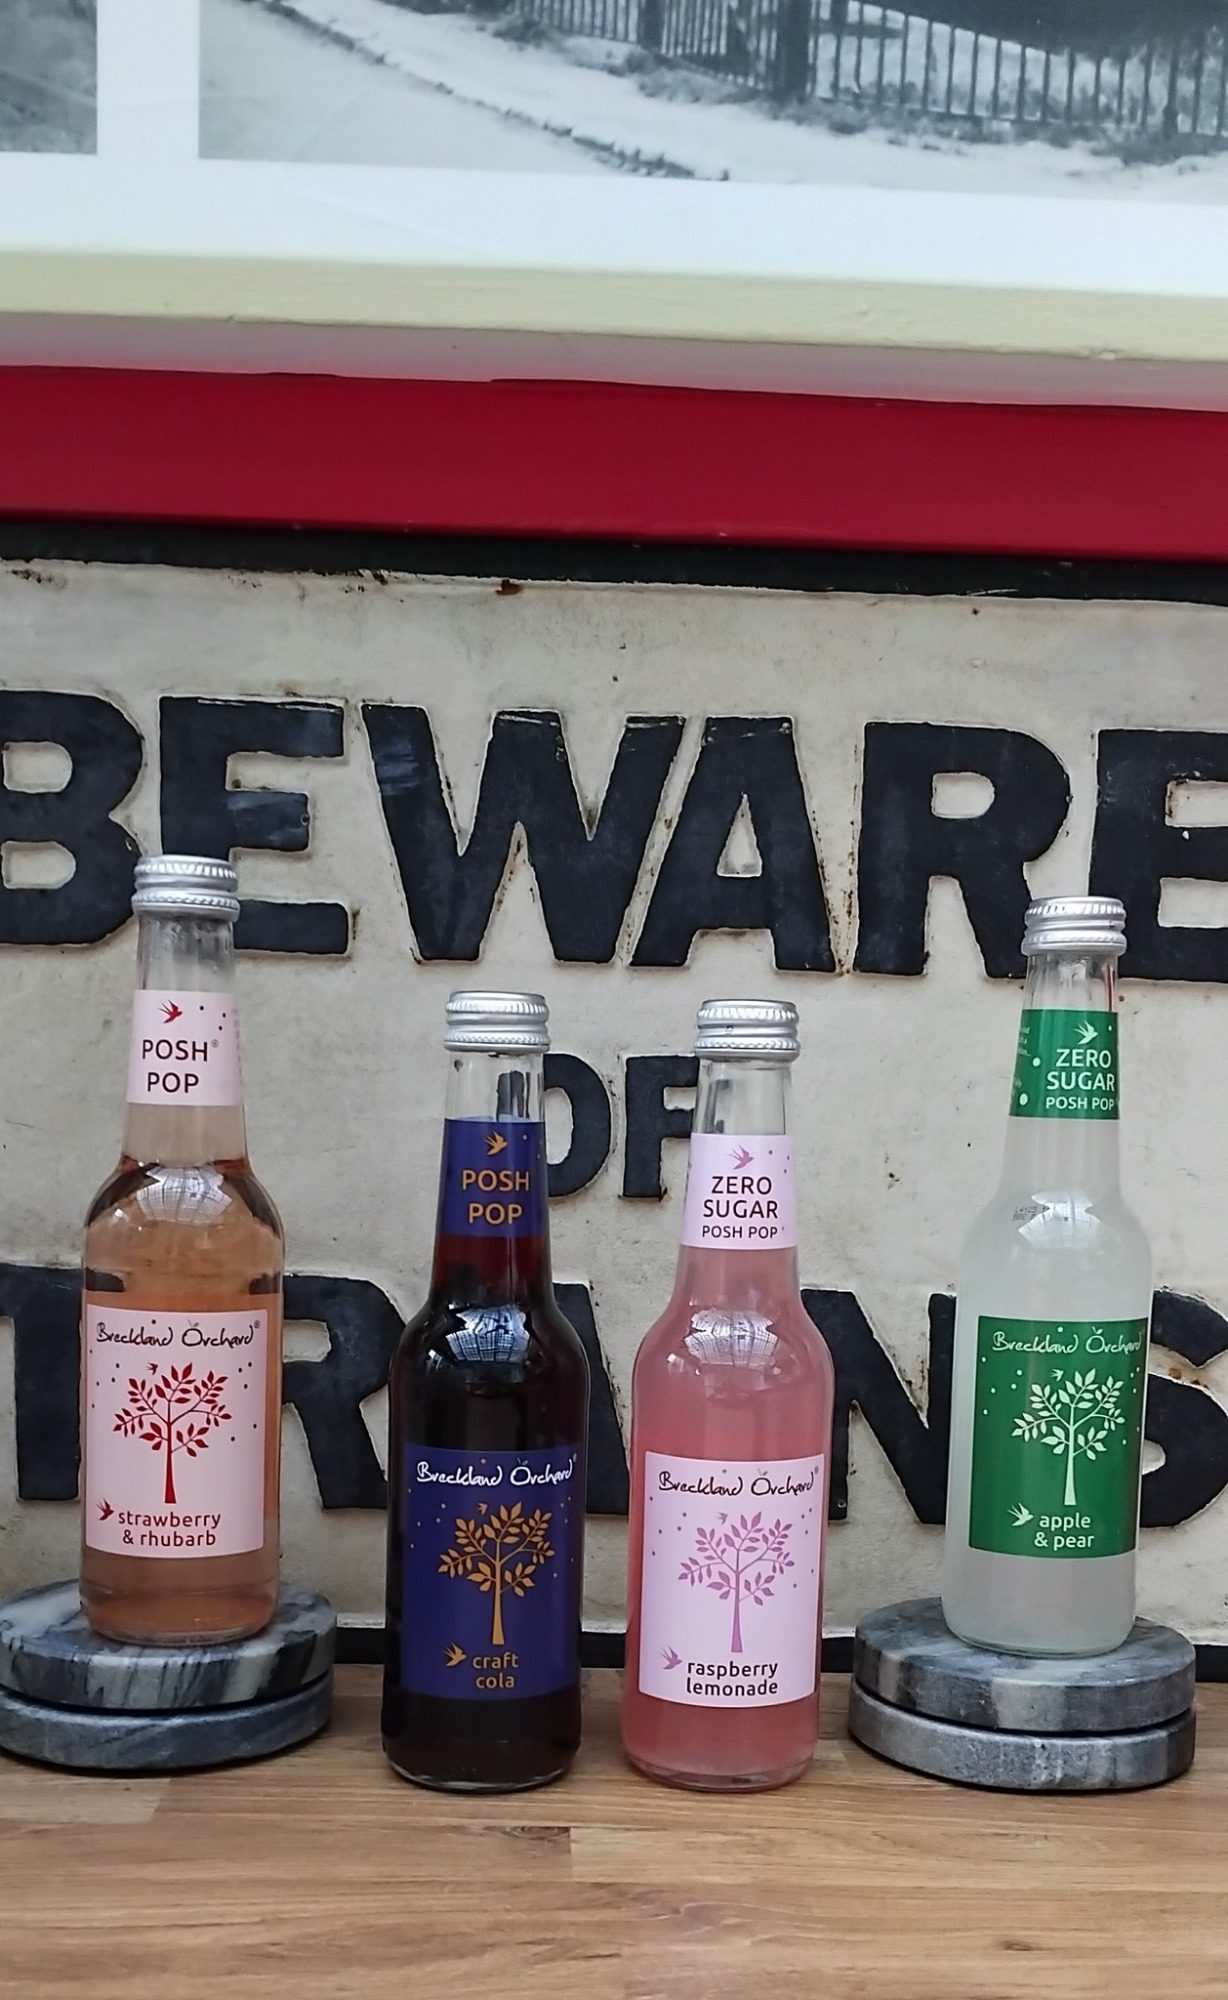 BEWARE
OF
TRANS
POSH®
POP
Breckland Orchard®
strawberry
& rhubarb
POSH
POP
Breckland Orchard®
craft
cola
ZERO
SUGAR
POSH POP
Breckland Orchard®
raspberry
lemonade
ZERO
SUGAR
POSH POP
Breckland Orchard
apple
& pear